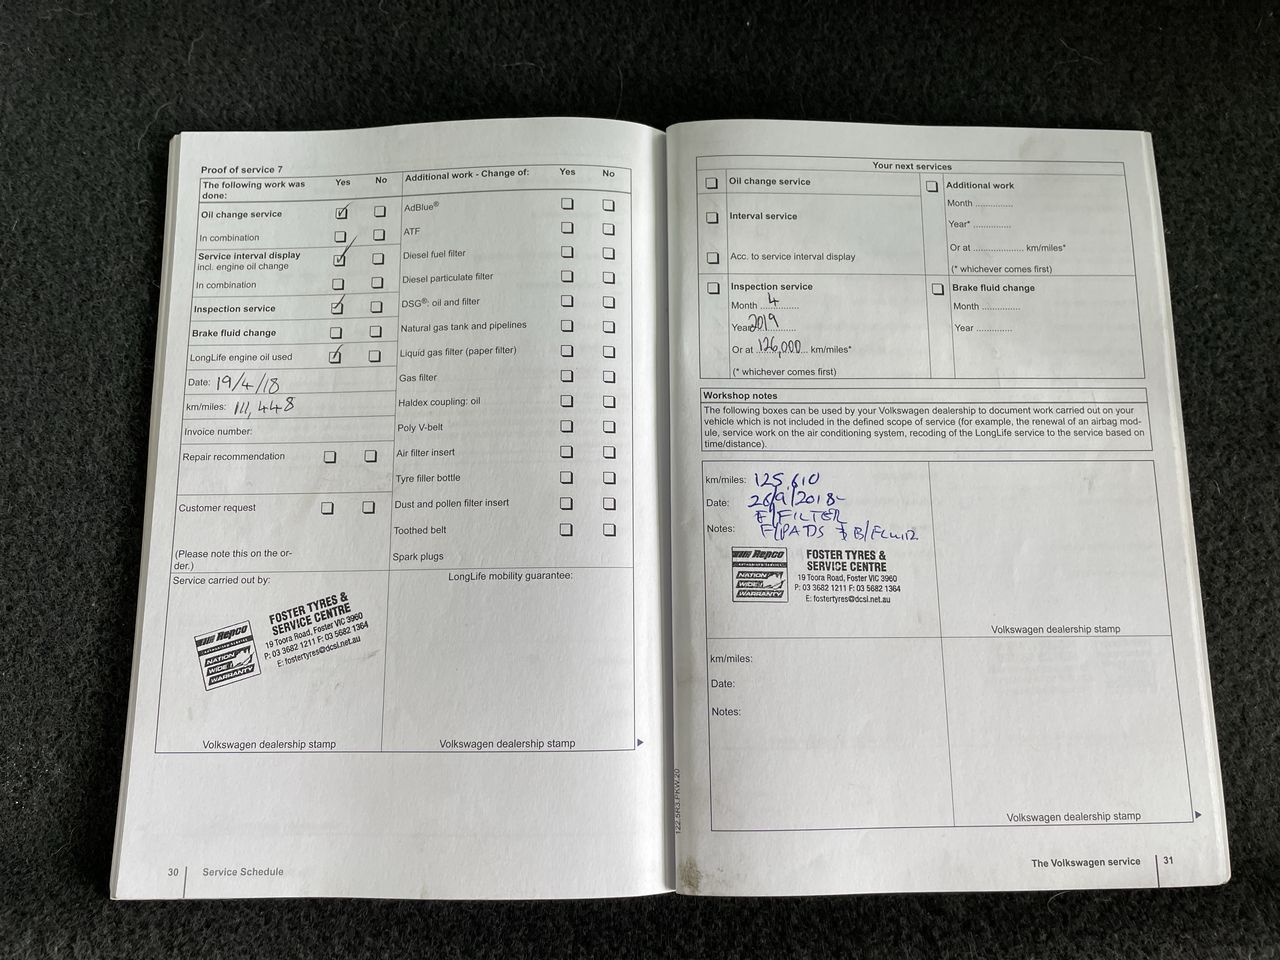 Proof of service 7
The following work was done: Yes No
Oil change service
In combination
Service interval display
incl. engine oil change
In combination
Inspection service
Brake fluid change
LongLife engine oil used
Date: 19/4/18
km/miles: 111,448
Invoice number:
Repair recommendation
Customer request
(Please note this on the or-
der.)
Additional work - Change of: Yes No
AdBlue®
ATF
Diesel fuel filter
Diesel particulate filter
DSG®: oil and filter
Natural gas tank and pipelines
Liquid gas filter (paper filter)
Gas filter
Haldex coupling: oil
Poly V-belt
Air filter insert
Tyre filler bottle
Dust and pollen filter insert
Toothed belt
Spark plugs
Service carried out by:
Repco
NATION
WIDE
WARRANTY
FOSTER TYRES &
SERVICE CENTRE
19 Toora Road, Foster VIC 3960
P: 03 3682 1211 F: 03 5682 1364
E: fostertyres@dcsi.net.au
Volkswagen dealership stamp
LongLife mobility guarantee:
Volkswagen dealership stamp
30 Service Schedule
Your next services
Oil change service
Interval service
Acc. to service interval display
Inspection service
Month 4
Year 2019
Or at 126,000 km/miles*
(* whichever comes first)
Additional work
Month ..............
Year* ..............
Or at .................... km/miles*
(* whichever comes first)
Brake fluid change
Month ..............
Year .............
Workshop notes
The following boxes can be used by your Volkswagen dealership to document work carried out on your
vehicle which is not included in the defined scope of service (for example, the renewal of an airbag mod-
ule, service work on the air conditioning system, recoding of the LongLife service to the service based on
time/distance).
km/miles: 125,610
Date: 26/9/2018
F/FILTER
Notes: F/PADS & B/FLUID.
Repco
NATION
WIDE
WARRANTY
FOSTER TYRES &
SERVICE CENTRE
19 Toora Road, Foster VIC 3960
P: 03 3682 1211 F: 03 5682 1364
E: fostertyres@dcsi.net.au
Volkswagen dealership stamp
km/miles:
Date:
Notes:
Volkswagen dealership stamp
122.5R3.PKW.20
The Volkswagen service 31